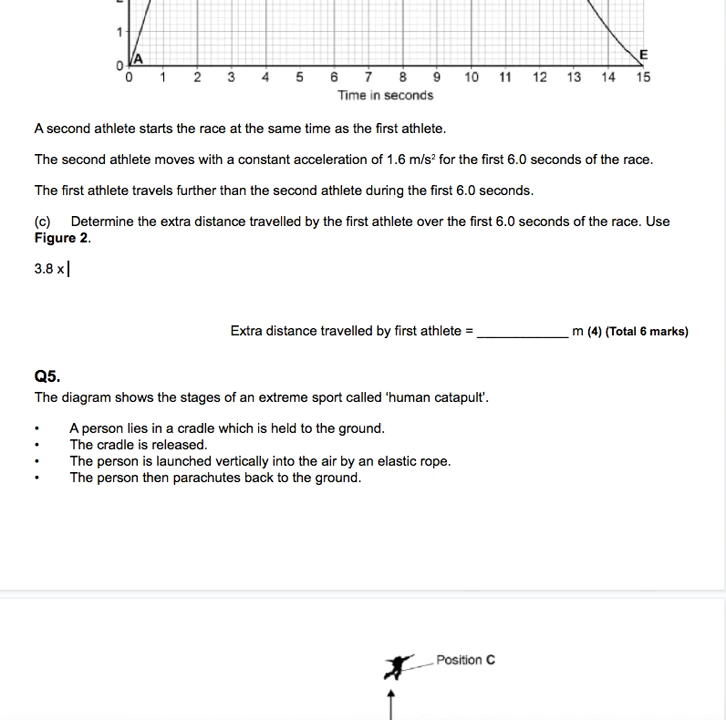 1
0
A
E
0 1 2 3 4 5 6 7 8 9 10 11 12 13 14 15
Time in seconds
A second athlete starts the race at the same time as the first athlete.
The second athlete moves with a constant acceleration of 1.6 m/s² for the first 6.0 seconds of the race.
The first athlete travels further than the second athlete during the first 6.0 seconds.
(c) Determine the extra distance travelled by the first athlete over the first 6.0 seconds of the race. Use
Figure 2.
3.8 x
Extra distance travelled by first athlete = ____________ m (4) (Total 6 marks)
Q5.
The diagram shows the stages of an extreme sport called 'human catapult'.
• A person lies in a cradle which is held to the ground.
• The cradle is released.
• The person is launched vertically into the air by an elastic rope.
• The person then parachutes back to the ground.
Position C